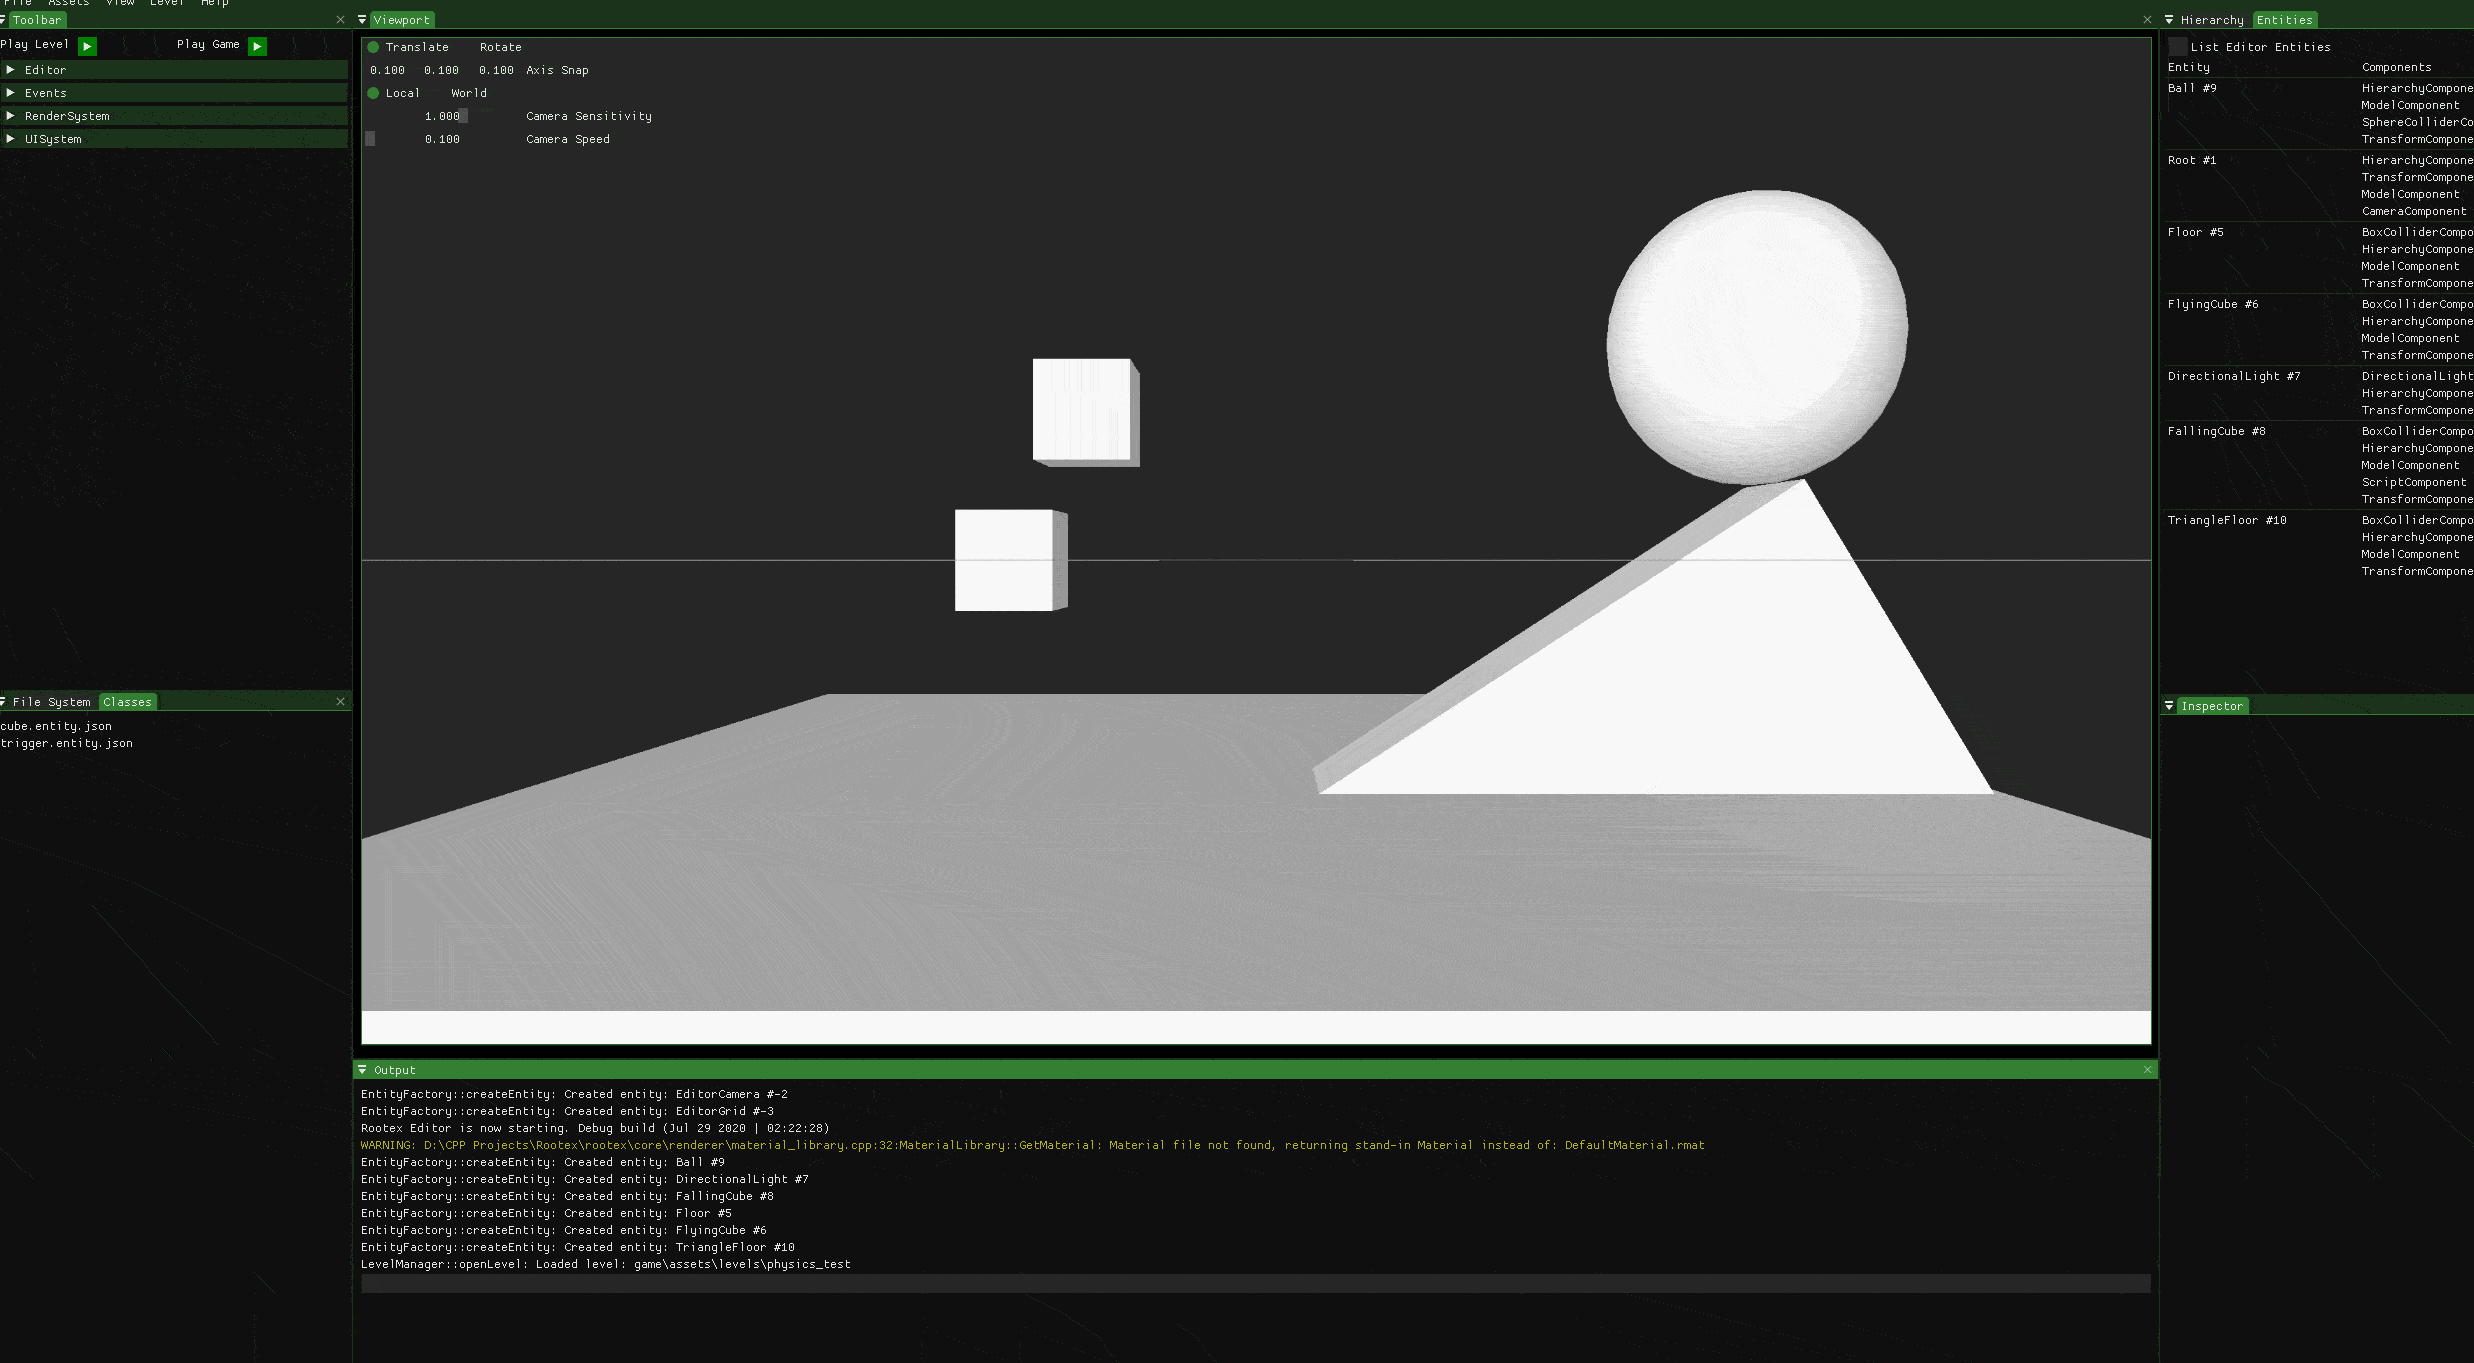 File Assets View Level Help
Toolbar
Play Level Play Game
Editor
Events
RenderSystem
UISystem
File System Classes
cube.entity.json
trigger.entity.json
Viewport
Translate Rotate
0.100 0.100 0.100 Axis Snap
Local World
1.000 Camera Sensitivity
0.100 Camera Speed
Output
EntityFactory::createEntity: Created entity: EditorCamera #-2
EntityFactory::createEntity: Created entity: EditorGrid #-3
Rootex Editor is now starting. Debug build (Jul 29 2020 | 02:22:28)
WARNING: D:\CPP Projects\Rootex\rootex\core\renderer\material_library.cpp:32:MaterialLibrary::GetMaterial: Material file not found, returning stand-in Material instead of: DefaultMaterial.rmat
EntityFactory::createEntity: Created entity: Ball #9
EntityFactory::createEntity: Created entity: DirectionalLight #7
EntityFactory::createEntity: Created entity: FallingCube #8
EntityFactory::createEntity: Created entity: Floor #5
EntityFactory::createEntity: Created entity: FlyingCube #6
EntityFactory::createEntity: Created entity: TriangleFloor #10
LevelManager::openLevel: Loaded level: game\assets\levels\physics_test
Hierarchy Entities
List Editor Entities
Entity Components
Ball #9 HierarchyCompone
ModelComponent
SphereColliderCo
TransformCompone
Root #1 HierarchyCompone
TransformCompone
ModelComponent
CameraComponent
Floor #5 BoxColliderCompo
HierarchyCompone
ModelComponent
TransformCompone
FlyingCube #6 BoxColliderCompo
HierarchyCompone
ModelComponent
TransformCompone
DirectionalLight #7 DirectionalLight
HierarchyCompone
TransformCompone
FallingCube #8 BoxColliderCompo
HierarchyCompone
ModelComponent
ScriptComponent
TransformCompone
TriangleFloor #10 BoxColliderCompo
HierarchyCompone
ModelComponent
TransformCompone
Inspector